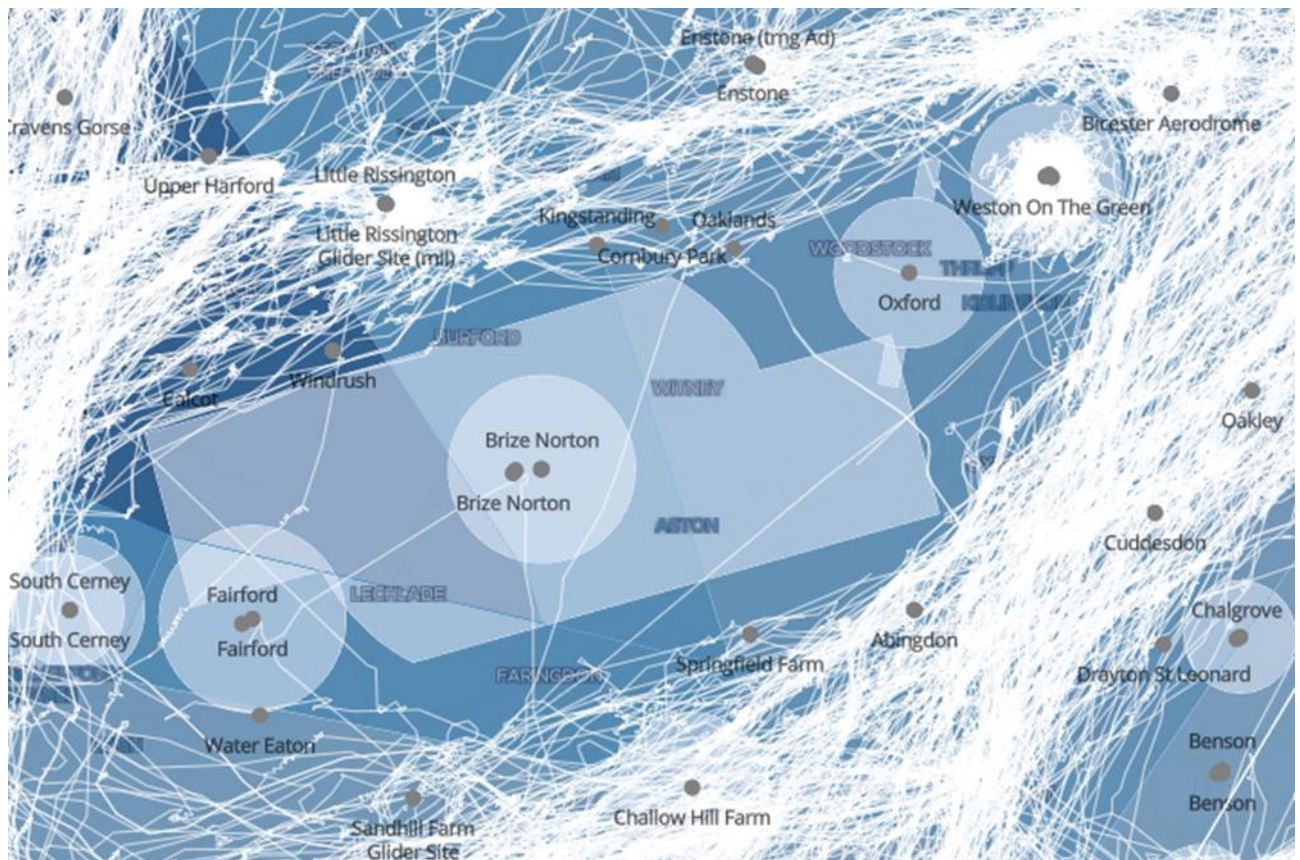 Enstone (trng Ad)
Enstone
ravens Gorse
Bicester Aerodrome
Upper Harford
Little Rissington
Little Rissington
Glider Site (mil)
Weston On The Green
Kingstanding
Oaklands
Cornbury Park
WOODSTOCK
THRUPP
KIDLINGTON
Oxford
BURFORD
Windrush
WITNEY
Oakley
Brize Norton
Brize Norton
ASTON
Cuddesdon
South Cerney
South Cerney
Fairford
Fairford
LECHLADE
Chalgrove
Abingdon
Springfield Farm
Drayton St Leonard
FARINGDON
Water Eaton
Benson
Benson
Challow Hill Farm
Sandhill Farm
Glider Site